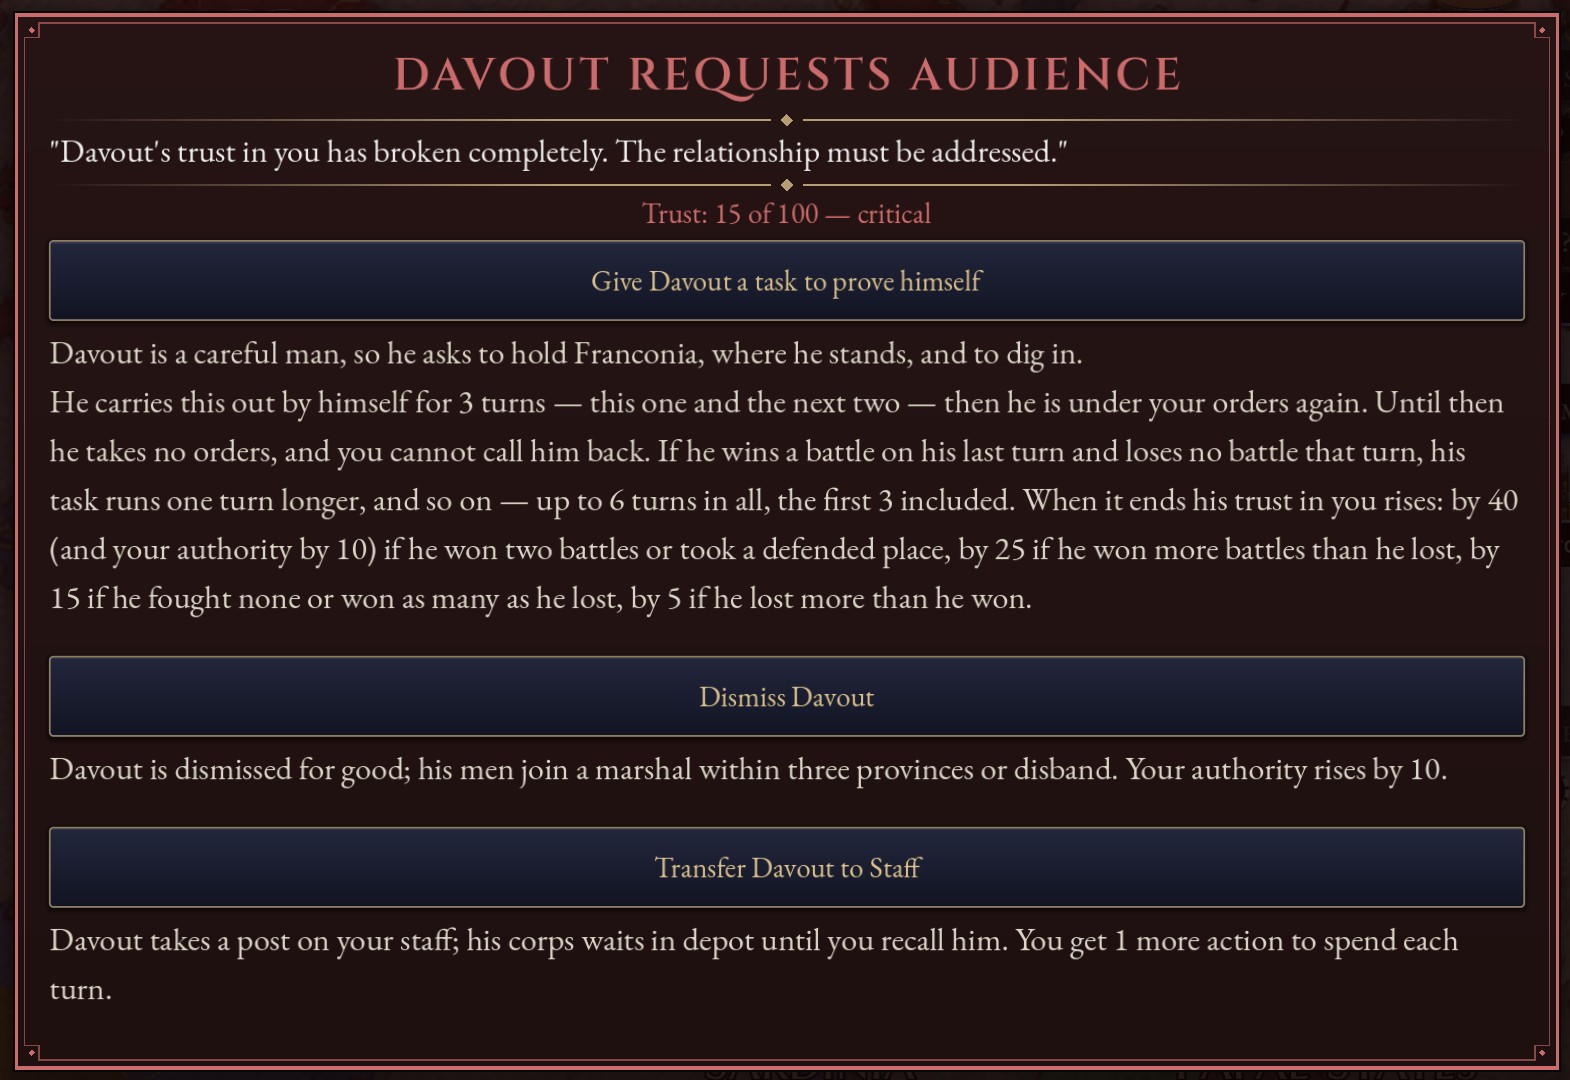 DAVOUT REQUESTS AUDIENCE
"Davout's trust in you has broken completely. The relationship must be addressed."
Trust: 15 of 100 — critical
Give Davout a task to prove himself
Davout is a careful man, so he asks to hold Franconia, where he stands, and to dig in.
He carries this out by himself for 3 turns — this one and the next two — then he is under your orders again. Until then
he takes no orders, and you cannot call him back. If he wins a battle on his last turn and loses no battle that turn, his
task runs one turn longer, and so on — up to 6 turns in all, the first 3 included. When it ends his trust in you rises: by 40
(and your authority by 10) if he won two battles or took a defended place, by 25 if he won more battles than he lost, by
15 if he fought none or won as many as he lost, by 5 if he lost more than he won.
Dismiss Davout
Davout is dismissed for good; his men join a marshal within three provinces or disband. Your authority rises by 10.
Transfer Davout to Staff
Davout takes a post on your staff; his corps waits in depot until you recall him. You get 1 more action to spend each
turn.